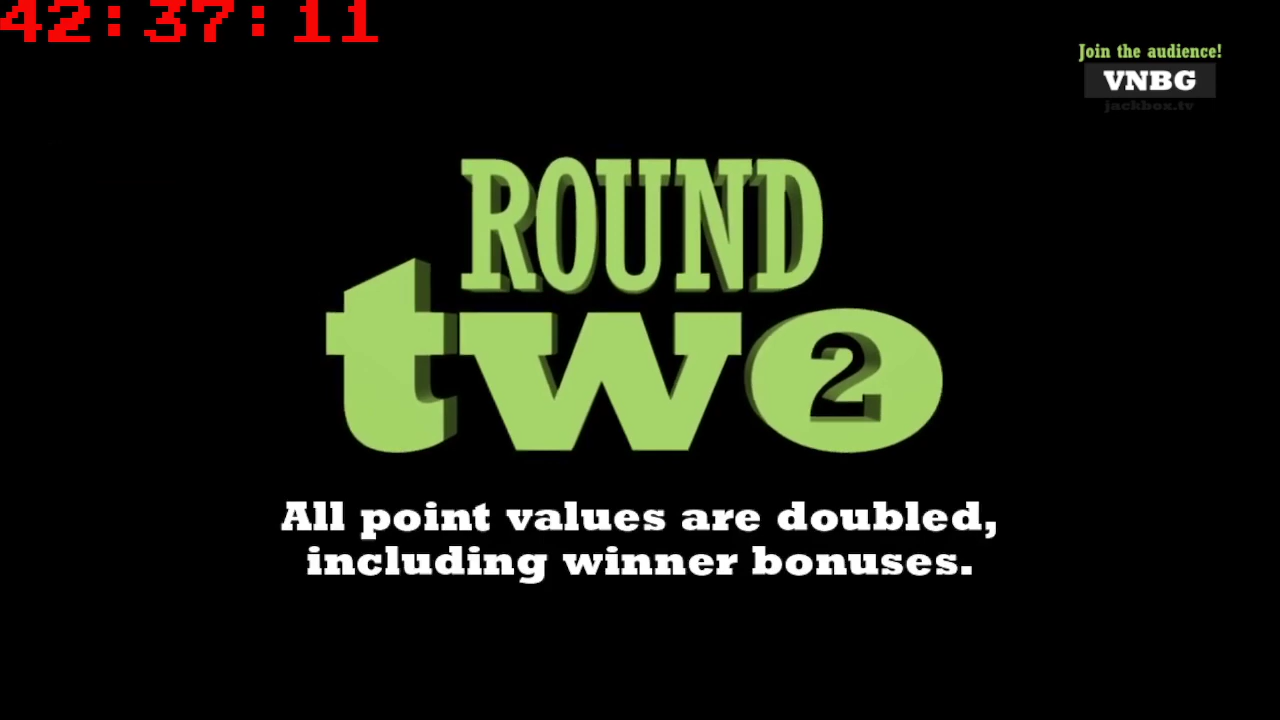 42:37:11
Join the audience!
VNBG
jackbox.tv
ROUND
two
2
All point values are doubled,
including winner bonuses.